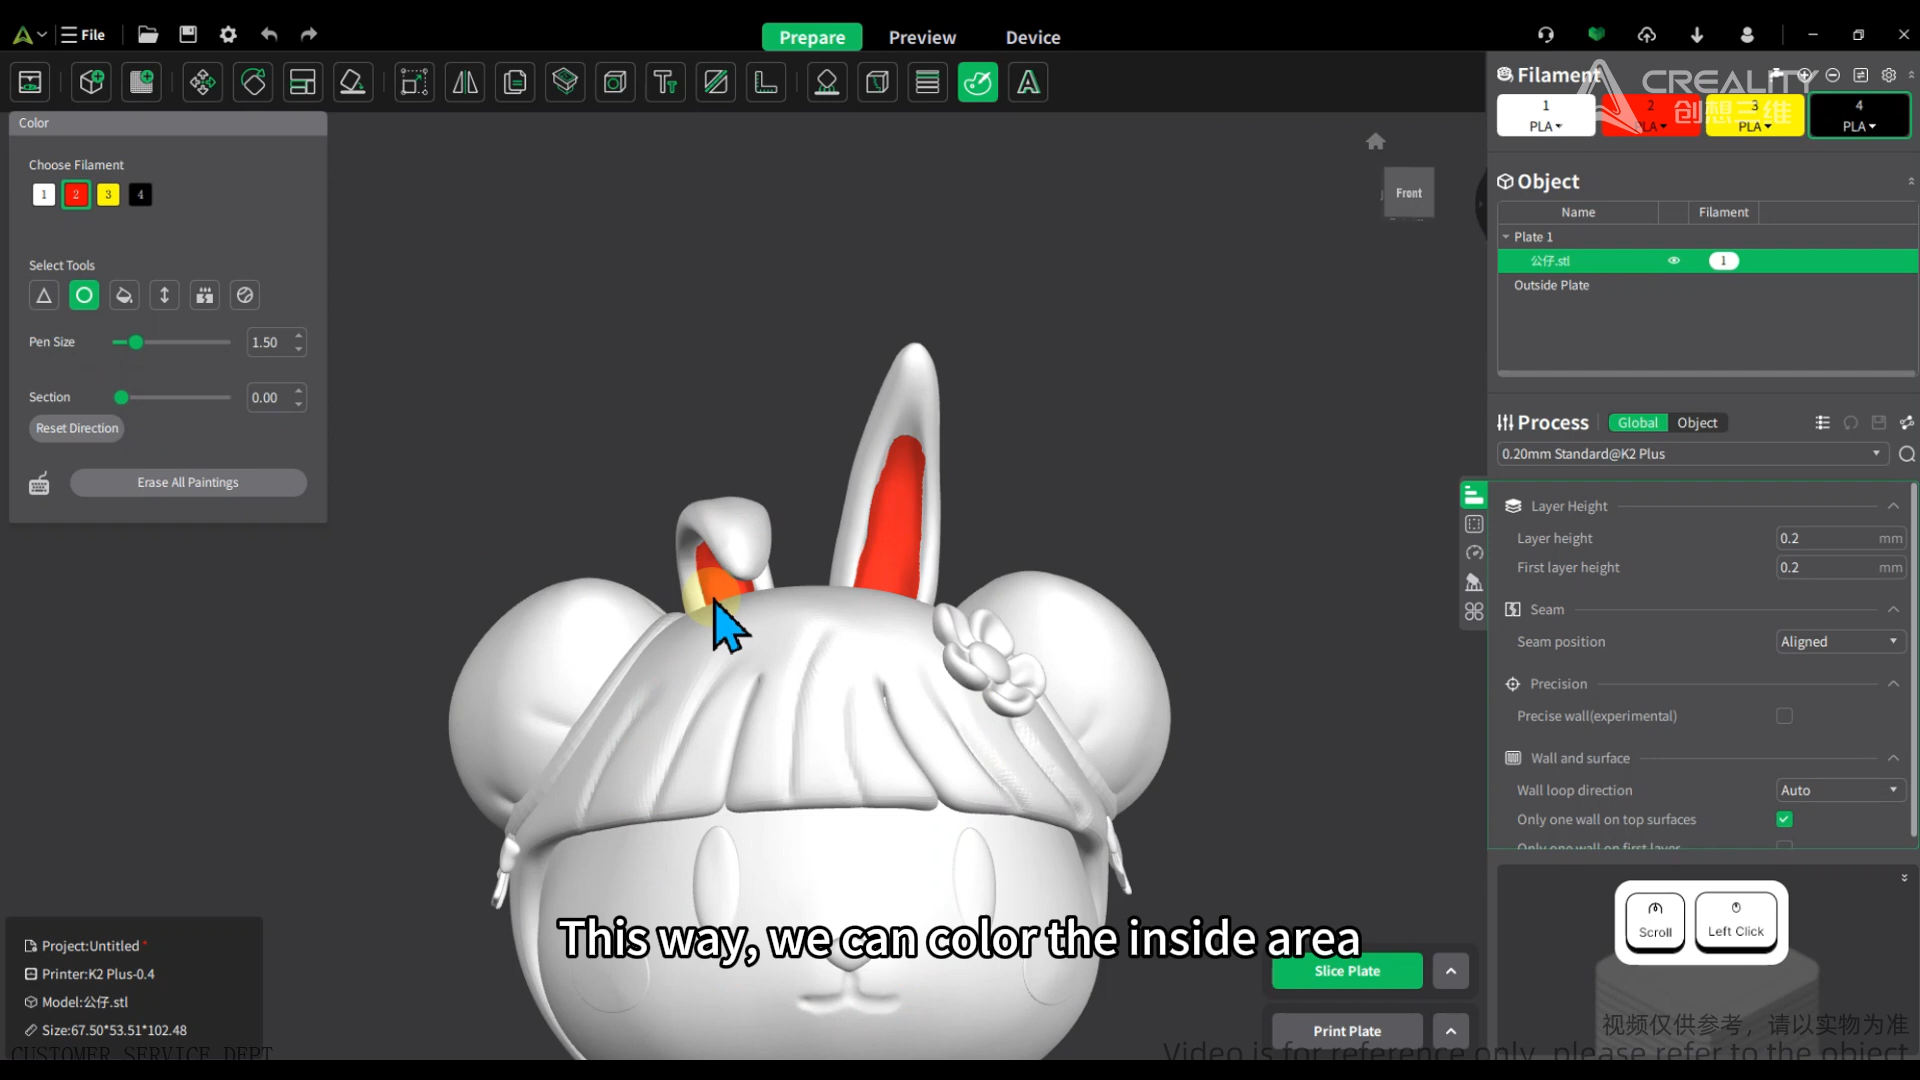 File
Prepare
Preview
Device
Color
Choose Filament
1
2
3
4
Select Tools
Pen Size
1.50
Section
0.00
Reset Direction
Erase All Paintings
Front
Filament
CREALITY
创想三维
1
PLA
2
PLA
3
PLA
4
PLA
Object
Name
Filament
Plate 1
公仔.stl
1
Outside Plate
Process
Global
Object
0.20mm Standard@K2 Plus
Layer Height
Layer height
0.2
mm
First layer height
0.2
mm
Seam
Seam position
Aligned
Precision
Precise wall(experimental)
Wall and surface
Wall loop direction
Auto
Only one wall on top surfaces
Only one wall on first layer
Scroll
Left Click
This way, we can color the inside area
Slice Plate
Print Plate
Project:Untitled *
Printer:K2 Plus-0.4
Model:公仔.stl
Size:67.50*53.51*102.48
CUSTOMER SERVICE DEPT
视频仅供参考，请以实物为准
Video is for reference only, please refer to the object